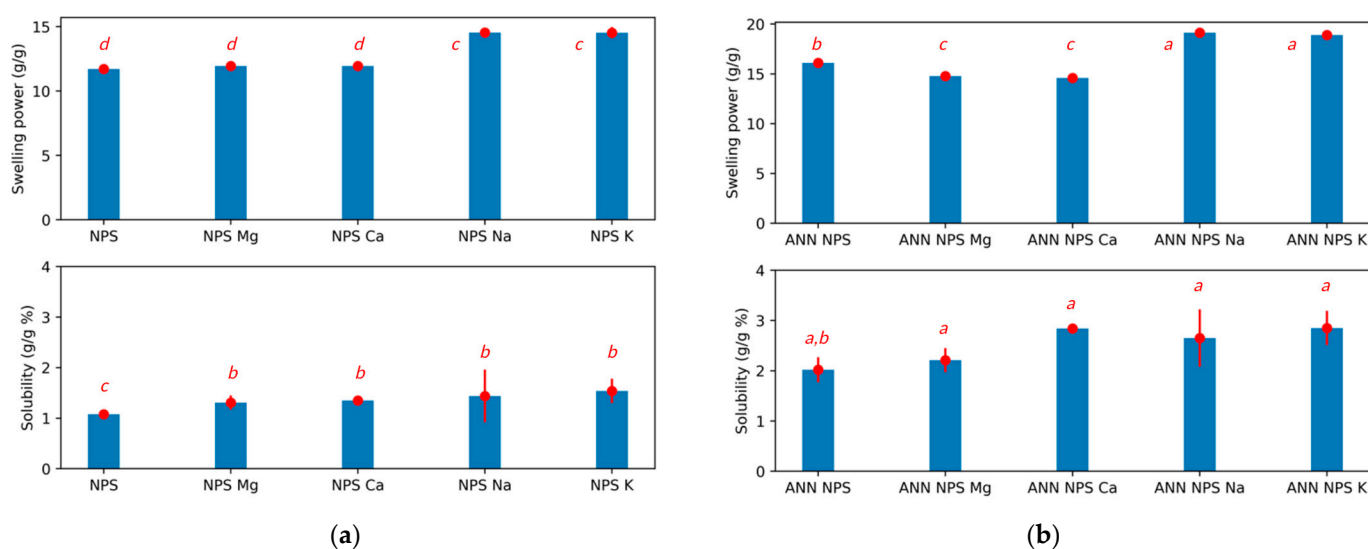 Swelling power (g/g)
15
10
5
0
d
d
d
c
c
NPS
NPS Mg
NPS Ca
NPS Na
NPS K
Solubility (g/g %)
4
3
2
1
0
c
b
b
b
b
NPS
NPS Mg
NPS Ca
NPS Na
NPS K
(a)
Swelling power (g/g)
20
15
10
5
0
b
c
c
a
a
ANN NPS
ANN NPS Mg
ANN NPS Ca
ANN NPS Na
ANN NPS K
Solubility (g/g %)
4
3
2
1
0
a,b
a
a
a
a
ANN NPS
ANN NPS Mg
ANN NPS Ca
ANN NPS Na
ANN NPS K
(b)